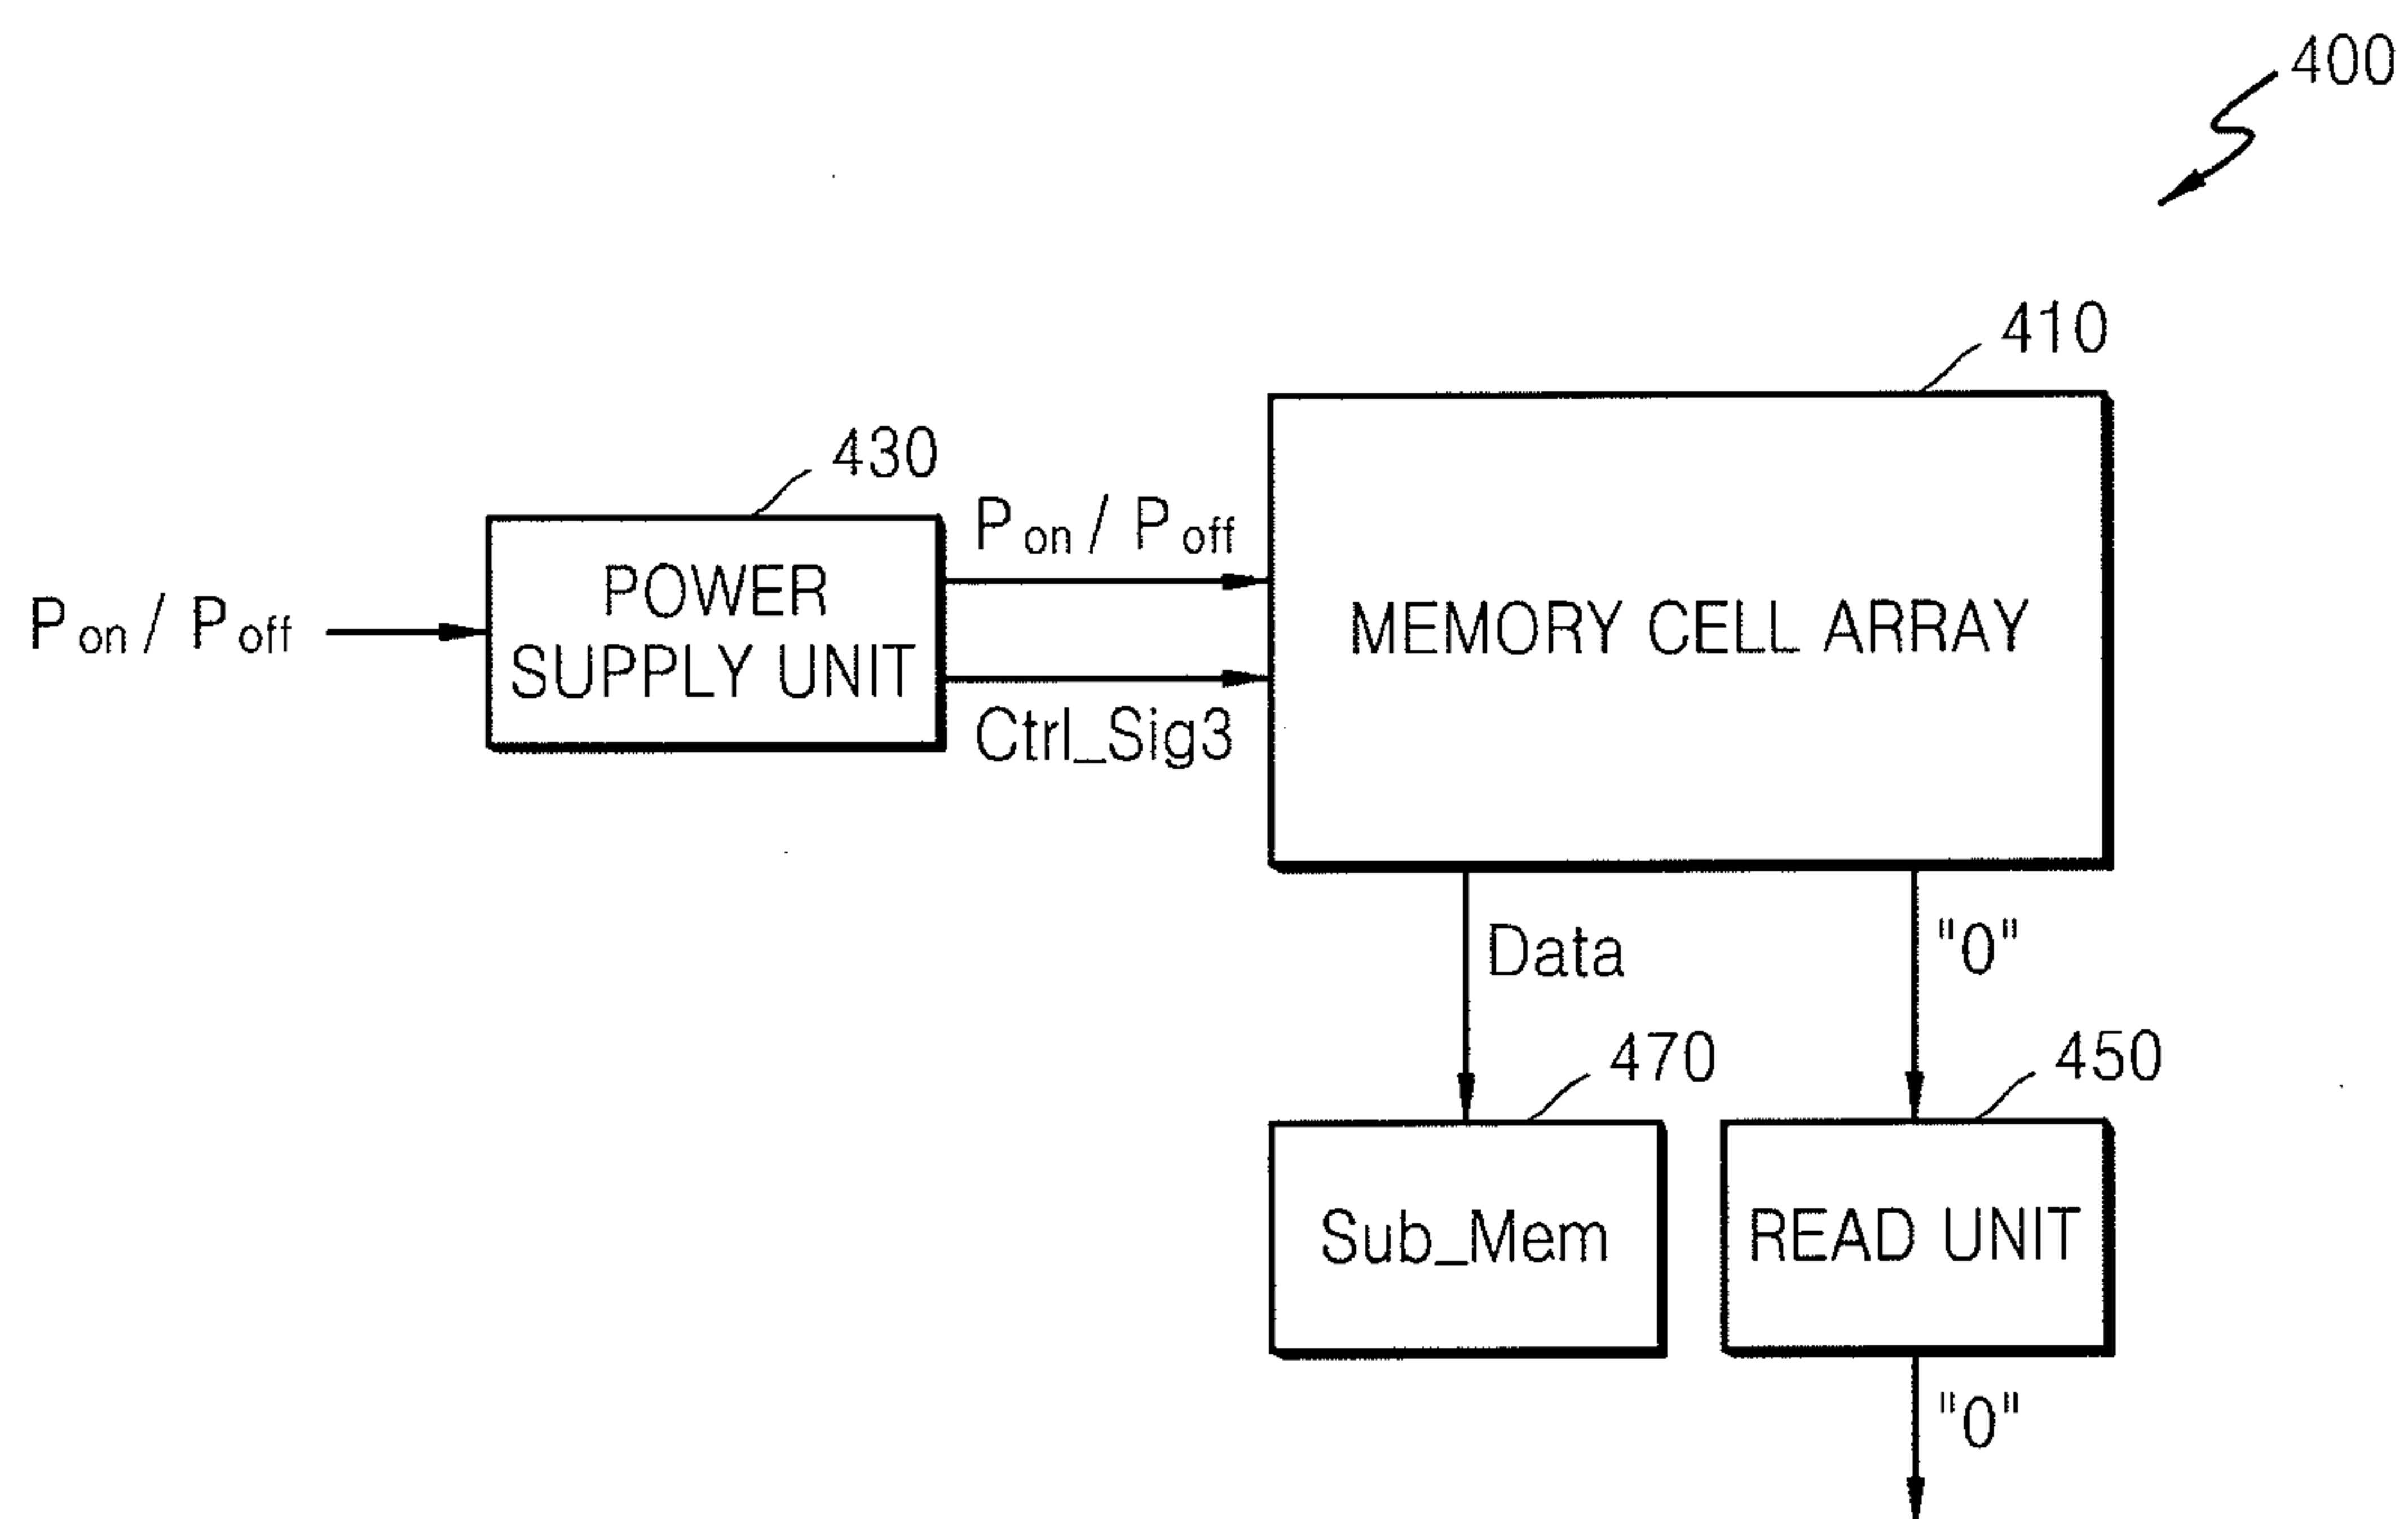 400
410
430
Pon / Poff
Pon / Poff
POWER
SUPPLY UNIT
MEMORY CELL ARRAY
Ctrl_Sig3
Data
"0"
470
450
Sub_Mem
READ UNIT
"0"